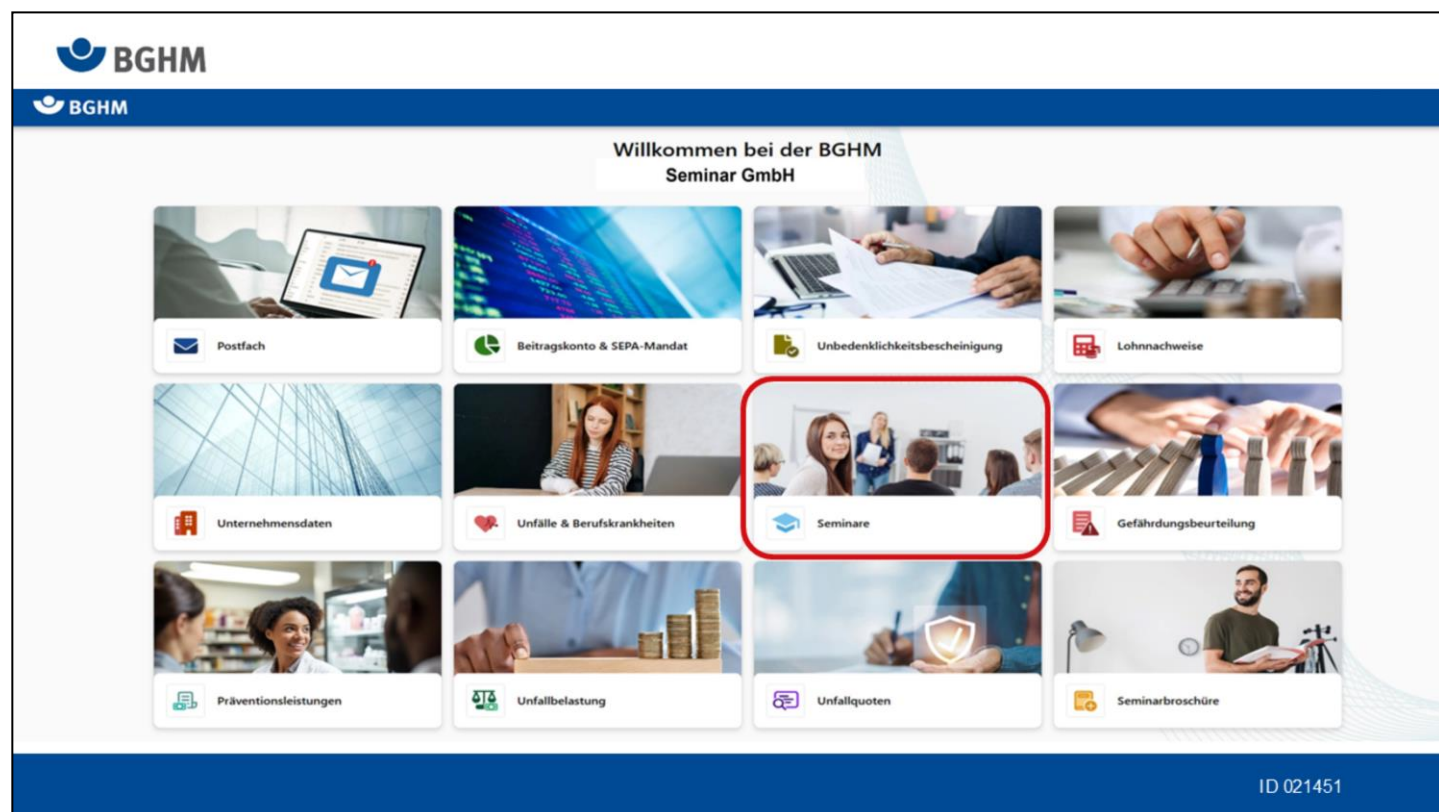 BGHM
BGHM
Willkommen bei der BGHM
Seminar GmbH
Postfach
Beitragskonto & SEPA-Mandat
Unbedenklichkeitsbescheinigung
Lohnnachweise
Unternehmensdaten
Unfälle & Berufskrankheiten
Seminare
Gefährdungsbeurteilung
Präventionsleistungen
Unfallbelastung
Unfallquoten
Seminarbroschüre
ID 021451